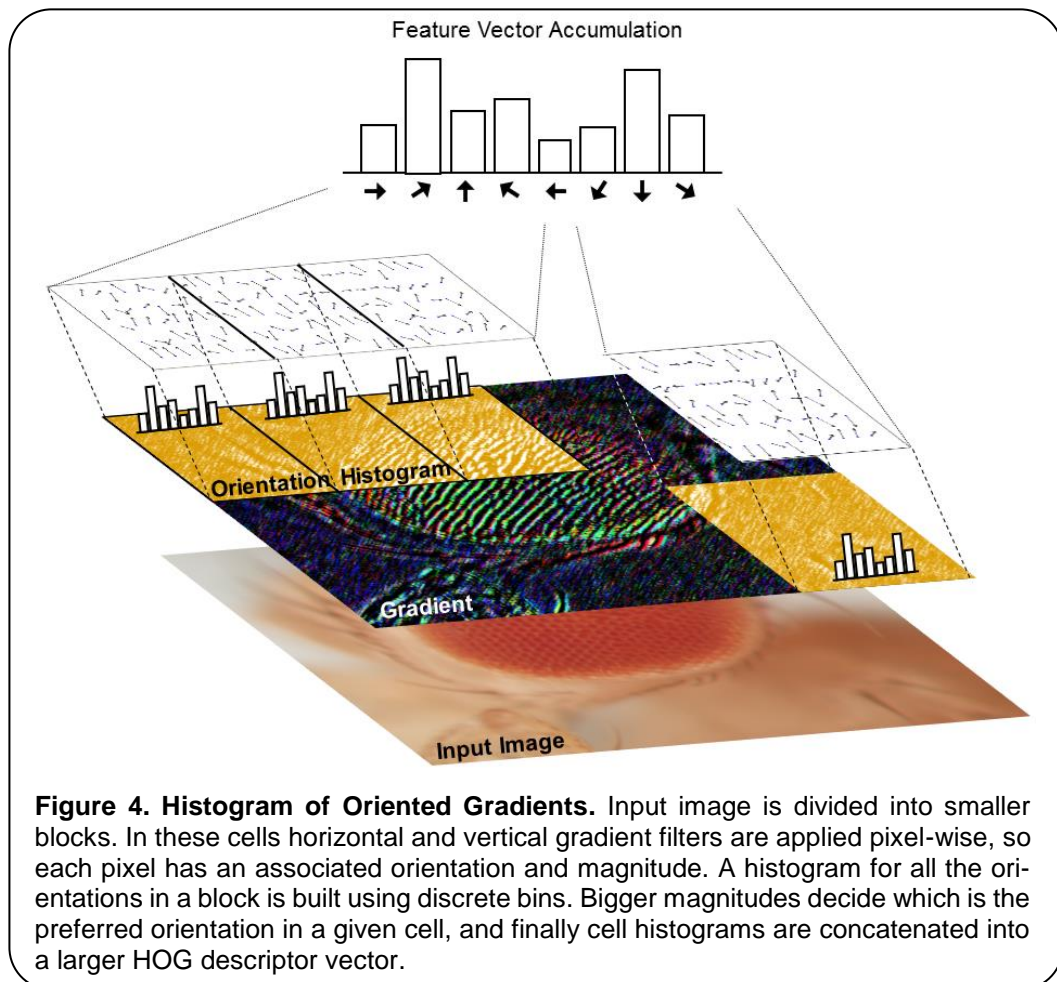 Feature Vector Accumulation
Orientation Histogram
Gradient
Input Image
Figure 4. Histogram of Oriented Gradients. Input image is divided into smaller
blocks. In these cells horizontal and vertical gradient filters are applied pixel-wise, so
each pixel has an associated orientation and magnitude. A histogram for all the ori-
entations in a block is built using discrete bins. Bigger magnitudes decide which is the
preferred orientation in a given cell, and finally cell histograms are concatenated into
a larger HOG descriptor vector.